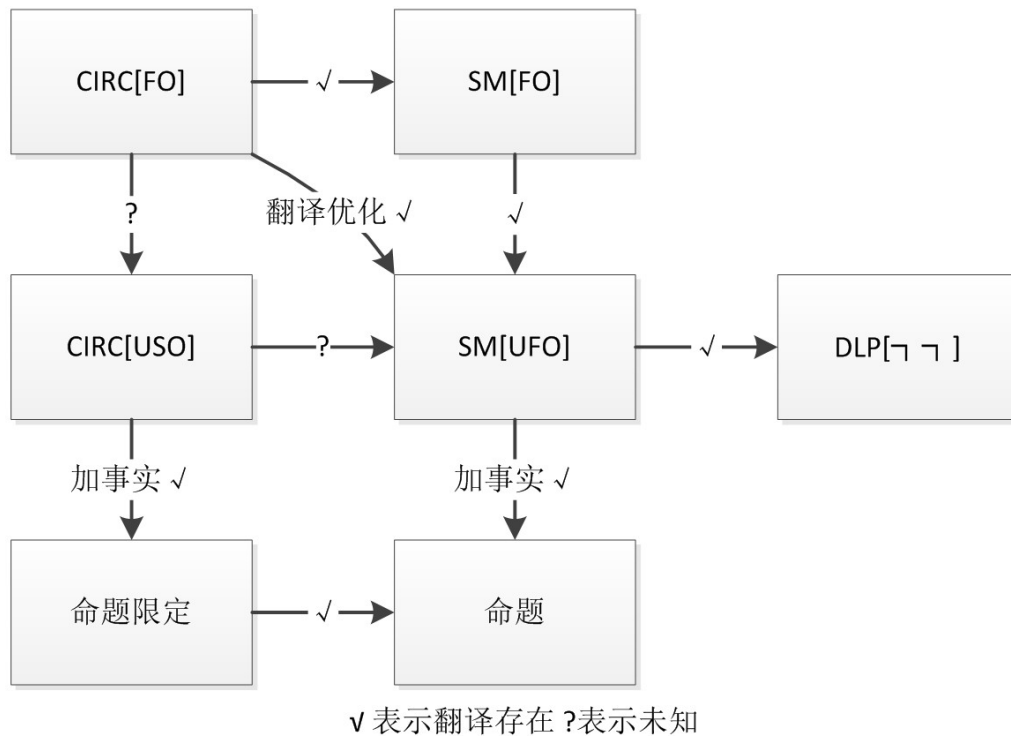 CIRC[FO]
√
SM[FO]
?
翻译优化 √
√
CIRC[USO]
?
SM[UFO]
√
DLP[¬ ¬ ]
加事实 √
加事实 √
命题限定
√
命题
√ 表示翻译存在 ?表示未知